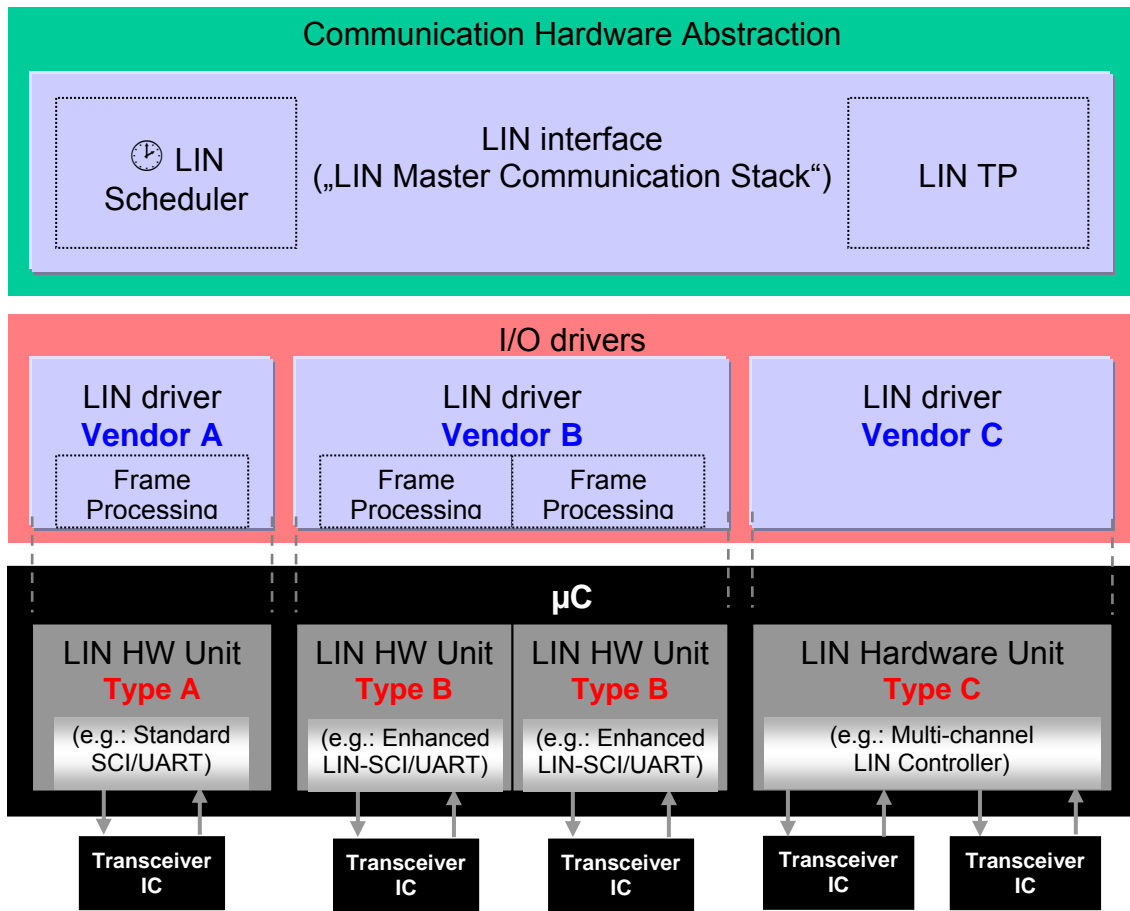 Communication Hardware Abstraction
🕑 LIN
Scheduler
LIN interface
(„LIN Master Communication Stack“)
LIN TP
I/O drivers
LIN driver
Vendor A
Frame
Processing
LIN driver
Vendor B
Frame
Processing
Frame
Processing
LIN driver
Vendor C
µC
LIN HW Unit
Type A
(e.g.: Standard
SCI/UART)
LIN HW Unit
Type B
(e.g.: Enhanced
LIN-SCI/UART)
LIN HW Unit
Type B
(e.g.: Enhanced
LIN-SCI/UART)
LIN Hardware Unit
Type C
(e.g.: Multi-channel
LIN Controller)
Transceiver
IC
Transceiver
IC
Transceiver
IC
Transceiver
IC
Transceiver
IC